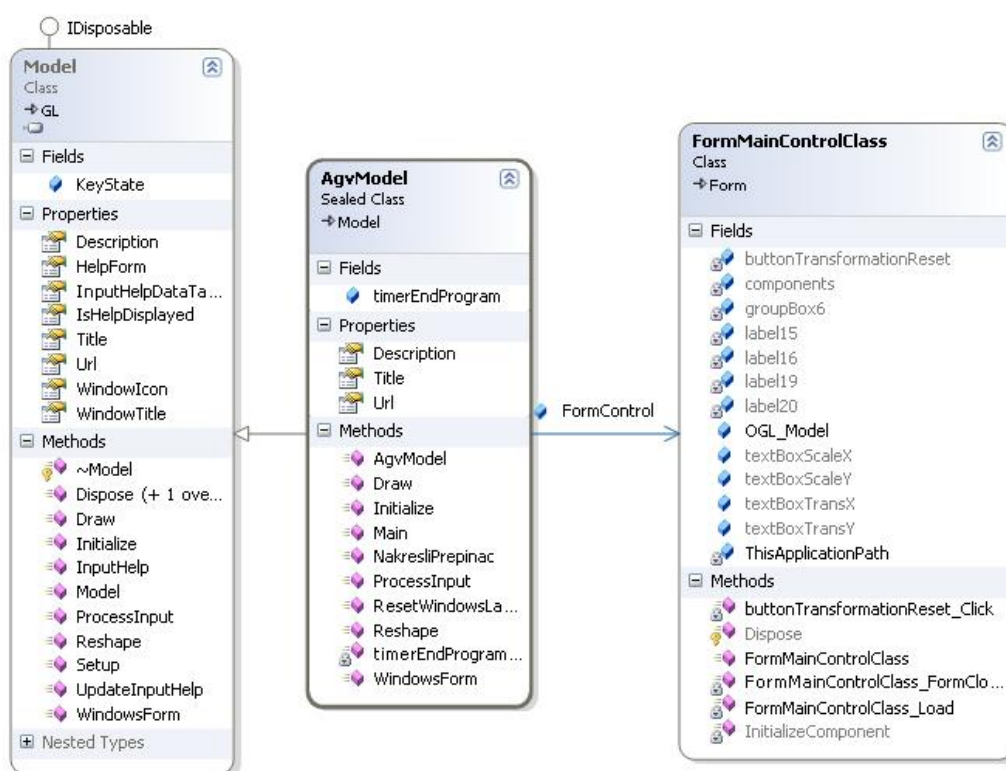 IDisposable
Model
Class
GL
Fields
KeyState
Properties
Description
HelpForm
InputHelpDataTa...
IsHelpDisplayed
Title
Url
WindowIcon
WindowTitle
Methods
~Model
Dispose (+ 1 ove...
Draw
Initialize
InputHelp
Model
ProcessInput
Reshape
Setup
UpdateInputHelp
WindowsForm
Nested Types
AgvModel
Sealed Class
Model
Fields
timerEndProgram
Properties
Description
Title
Url
Methods
AgvModel
Draw
Initialize
Main
NakresliPrepinac
ProcessInput
ResetWindowsLa...
Reshape
timerEndProgram...
WindowsForm
FormControl
FormMainControlClass
Class
Form
Fields
buttonTransformationReset
components
groupBox6
label15
label16
label19
label20
OGL_Model
textBoxScaleX
textBoxScaleY
textBoxTransX
textBoxTransY
ThisApplicationPath
Methods
buttonTransformationReset_Click
Dispose
FormMainControlClass
FormMainControlClass_FormClo...
FormMainControlClass_Load
InitializeComponent